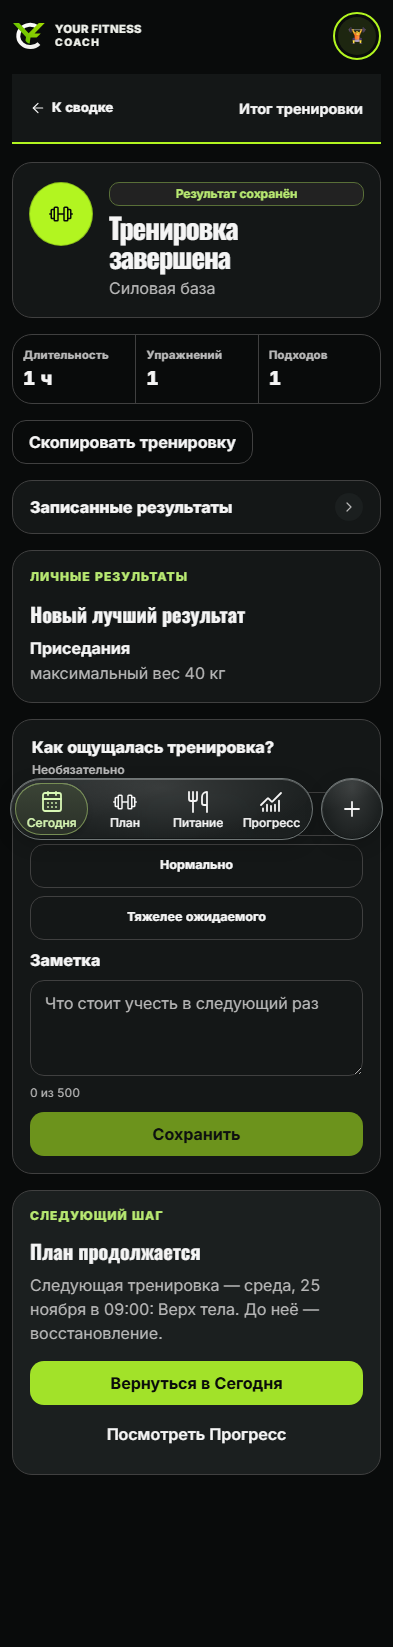 YOUR FITNESS
COACH
← К сводке
Итог тренировки
Результат сохранён
Тренировка
завершена
Силовая база
Длительность
1 ч
Упражнений
1
Подходов
1
Скопировать тренировку
Записанные результаты
ЛИЧНЫЕ РЕЗУЛЬТАТЫ
Новый лучший результат
Приседания
максимальный вес 40 кг
Как ощущалась тренировка?
Необязательно
Сегодня
План
Питание
Прогресс
Нормально
Тяжелее ожидаемого
Заметка
Что стоит учесть в следующий раз
0 из 500
Сохранить
СЛЕДУЮЩИЙ ШАГ
План продолжается
Следующая тренировка — среда, 25
ноября в 09:00: Верх тела. До неё —
восстановление.
Вернуться в Сегодня
Посмотреть Прогресс